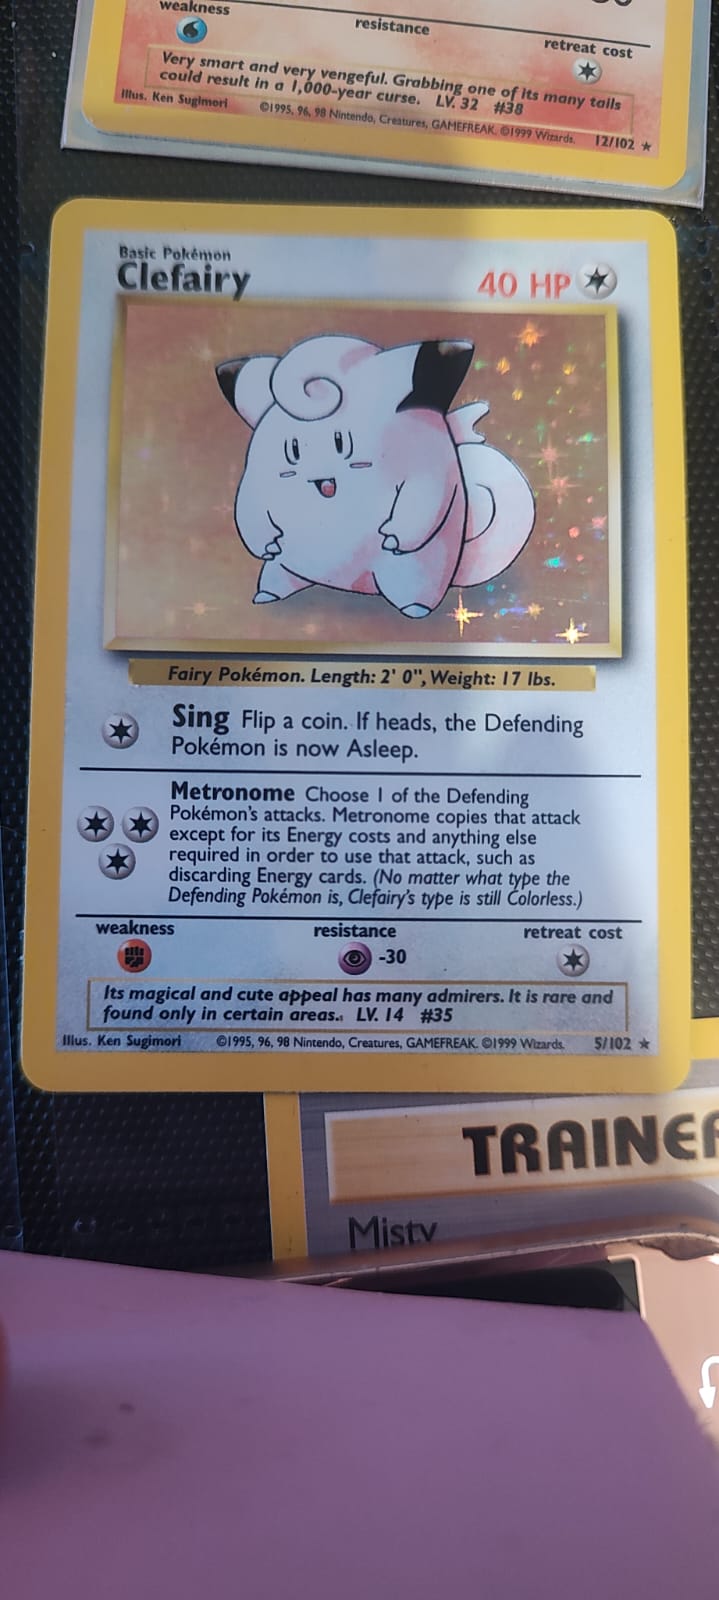 weakness
resistance
retreat cost
Very smart and very vengeful. Grabbing one of its many tails
could result in a 1,000-year curse. LV. 32 #38
Illus. Ken Sugimori ©1995, 96, 98 Nintendo, Creatures, GAMEFREAK. ©1999 Wizards. 12/102 ★
Basic Pokémon
Clefairy 40 HP
Fairy Pokémon. Length: 2' 0", Weight: 17 lbs.
Sing Flip a coin. If heads, the Defending
Pokémon is now Asleep.
Metronome Choose 1 of the Defending
Pokémon's attacks. Metronome copies that attack
except for its Energy costs and anything else
required in order to use that attack, such as
discarding Energy cards. (No matter what type the
Defending Pokémon is, Clefairy's type is still Colorless.)
weakness resistance retreat cost
-30
Its magical and cute appeal has many admirers. It is rare and
found only in certain areas. LV. 14 #35
Illus. Ken Sugimori ©1995, 96, 98 Nintendo, Creatures, GAMEFREAK. ©1999 Wizards. 5/102 ★
TRAINER
Misty